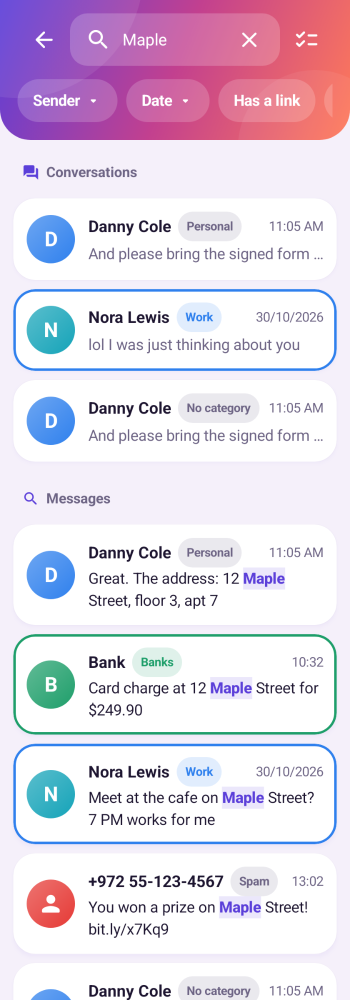 Maple
Sender
Date
Has a link
Conversations
D
Danny Cole Personal 11:05 AM
And please bring the signed form ...
N
Nora Lewis Work 30/10/2026
lol I was just thinking about you
D
Danny Cole No category 11:05 AM
And please bring the signed form ...
Messages
D
Danny Cole Personal 11:05 AM
Great. The address: 12 Maple
Street, floor 3, apt 7
B
Bank Banks 10:32
Card charge at 12 Maple Street for
$249.90
N
Nora Lewis Work 30/10/2026
Meet at the cafe on Maple Street?
7 PM works for me
+972 55-123-4567 Spam 13:02
You won a prize on Maple Street!
bit.ly/x7Kq9
Danny Cole No category 11:05 AM